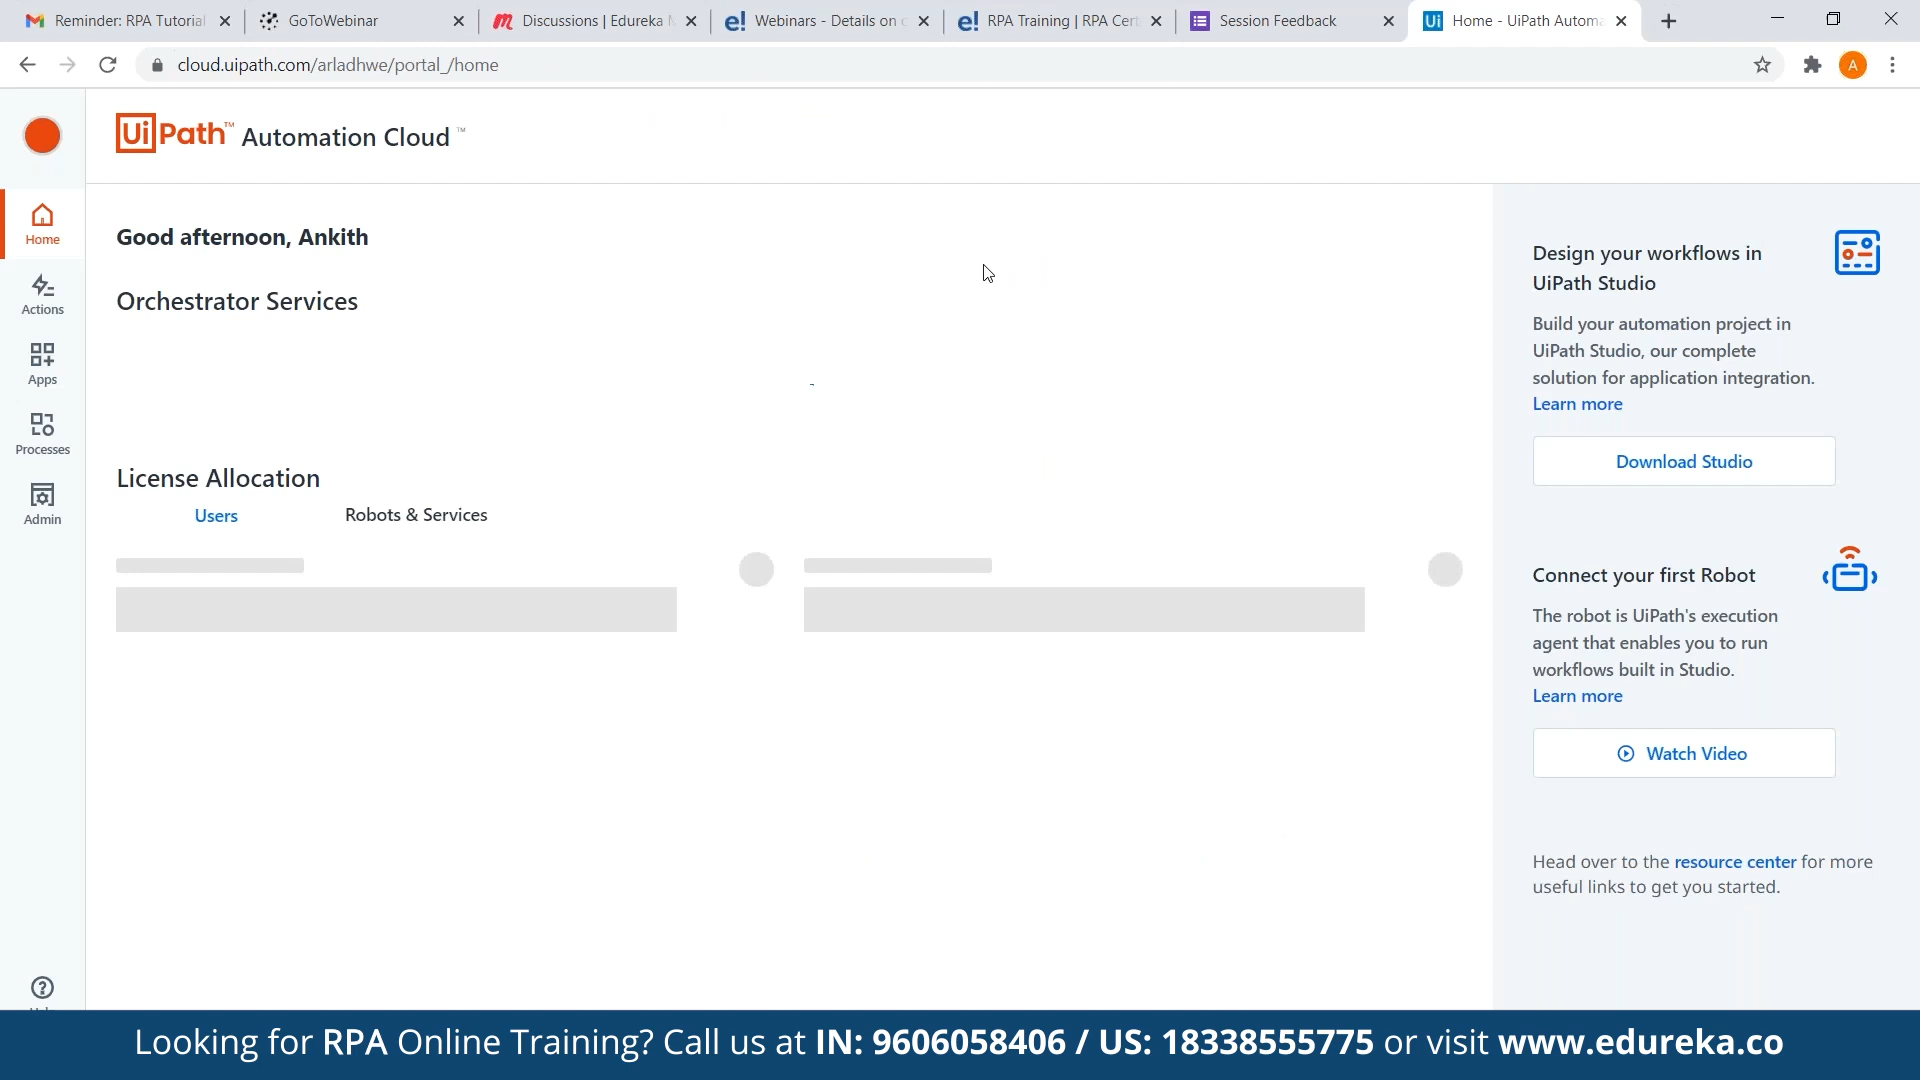 Reminder: RPA Tutorial
GoToWebinar
Discussions | Edureka
e! Webinars - Details on
e! RPA Training | RPA Cert
Session Feedback
Ui Home - UiPath Automa
cloud.uipath.com/arladhwe/portal_/home
A
UiPath™ Automation Cloud ™
Home
Actions
Apps
Processes
Admin
Good afternoon, Ankith
Orchestrator Services
License Allocation
Users
Robots & Services
Design your workflows in
UiPath Studio
Build your automation project in
UiPath Studio, our complete
solution for application integration.
Learn more
Download Studio
Connect your first Robot
The robot is UiPath's execution
agent that enables you to run
workflows built in Studio.
Learn more
Watch Video
Head over to the resource center for more
useful links to get you started.
Looking for RPA Online Training? Call us at IN: 9606058406 / US: 18338555775 or visit www.edureka.co